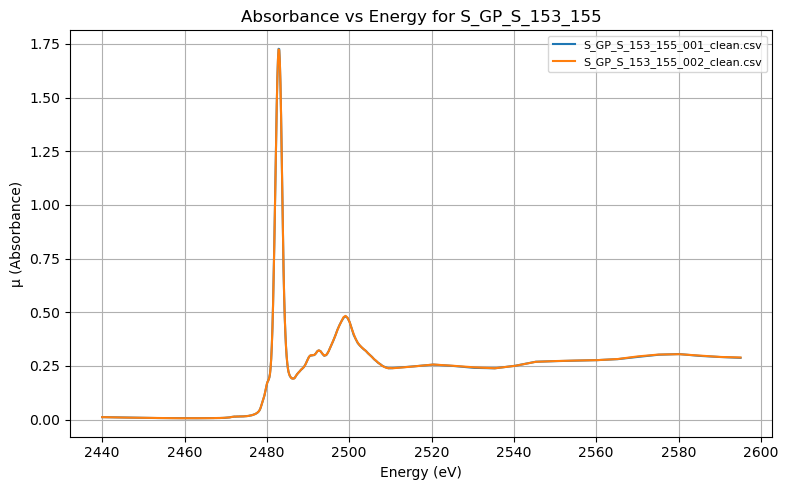 Absorbance vs Energy for S_GP_S_153_155
S_GP_S_153_155_001_clean.csv
S_GP_S_153_155_002_clean.csv
μ (Absorbance)
1.75
1.50
1.25
1.00
0.75
0.50
0.25
0.00
2440 2460 2480 2500 2520 2540 2560 2580 2600
Energy (eV)